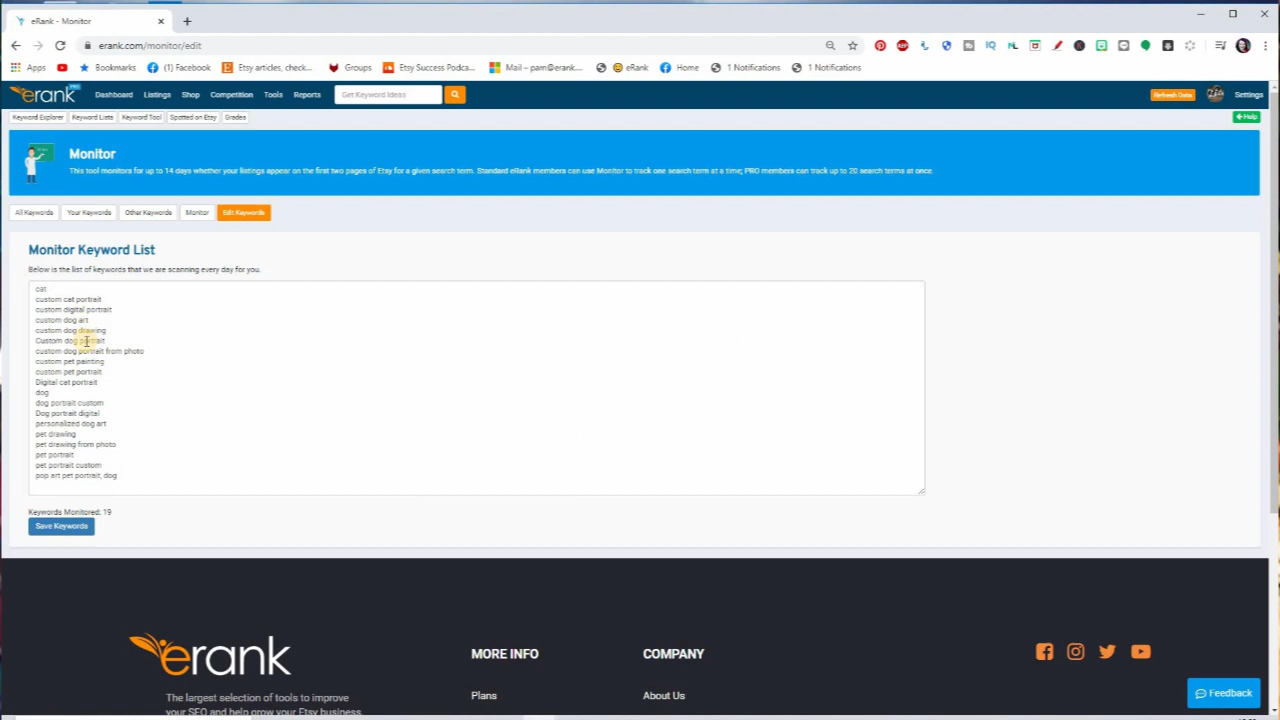 eRank - Monitor
erank.com/monitor/edit
Apps
Bookmarks
(1) Facebook
Etsy articles, check...
Groups
Etsy Success Podca...
Mail – pam@erank...
eRank
Home
1 Notifications
1 Notifications
erank
PRO
Dashboard
Listings
Shop
Competition
Tools
Reports
Get Keyword Ideas
Refresh Data
Settings
Keyword Explorer
Keyword Lists
Keyword Tool
Spotted on Etsy
Grades
Help
Monitor
This tool monitors for up to 14 days whether your listings appear on the first two pages of Etsy for a given search term. Standard eRank members can use Monitor to track one search term at a time; PRO members can track up to 20 search terms at once.
All Keywords
Your Keywords
Other Keywords
Monitor
Edit Keywords
Monitor Keyword List
Below is the list of keywords that we are scanning every day for you.
cat
custom cat portrait
custom digital portrait
custom dog art
custom dog drawing
Custom dog portrait
custom dog portrait from photo
custom pet painting
custom pet portrait
Digital cat portrait
dog
dog portrait custom
Dog portrait digital
personalized dog art
pet drawing
pet drawing from photo
pet portrait
pet portrait custom
pop art pet portrait, dog
Keywords Monitored: 19
Save Keywords
erank
The largest selection of tools to improve
your SEO and help grow your Etsy business
MORE INFO
Plans
COMPANY
About Us
Feedback